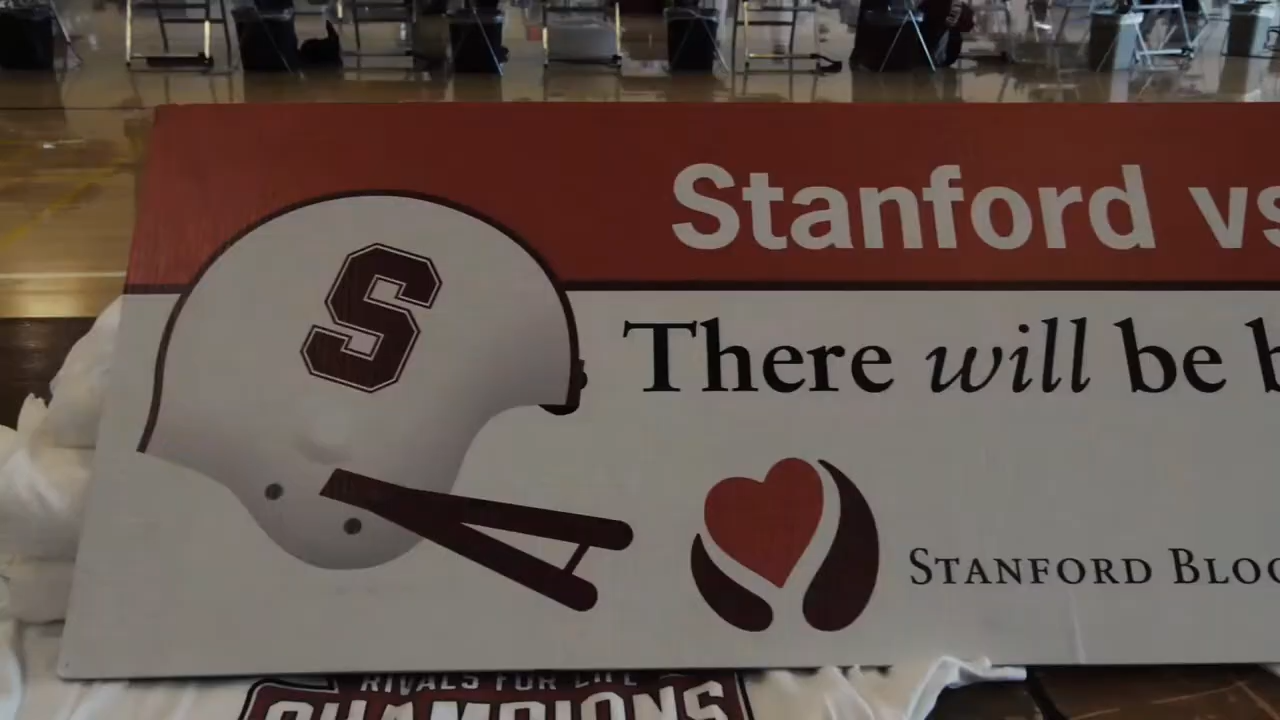 Stanford vs
S
There will be b
STANFORD BLOO
RIVALS FOR LIFE
CHAMPIONS